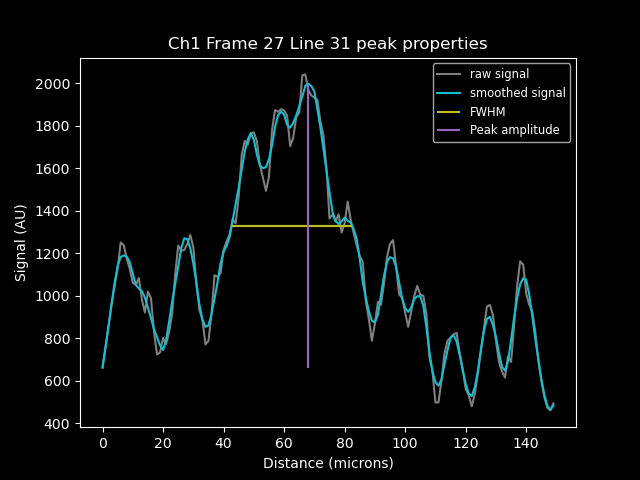 Ch1 Frame 27 Line 31 peak properties
raw signal
smoothed signal
FWHM
Peak amplitude
Signal (AU)
2000
1800
1600
1400
1200
1000
800
600
400
0 20 40 60 80 100 120 140
Distance (microns)